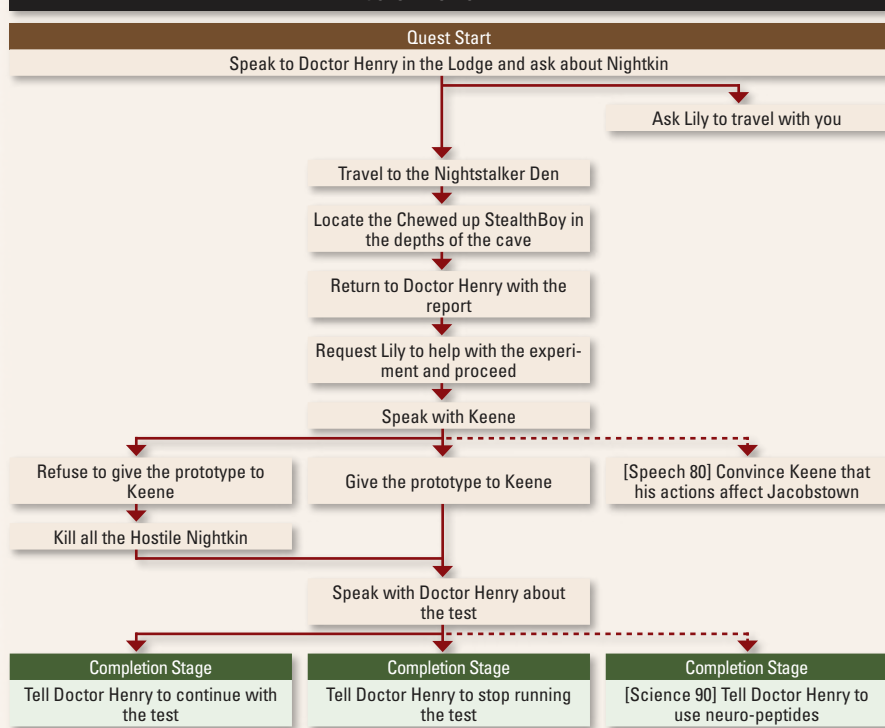 Quest Start
Speak to Doctor Henry in the Lodge and ask about Nightkin
Ask Lily to travel with you
Travel to the Nightstalker Den
Locate the Chewed up StealthBoy in
the depths of the cave
Return to Doctor Henry with the
report
Request Lily to help with the experi-
ment and proceed
Speak with Keene
Refuse to give the prototype to
Keene
Give the prototype to Keene
[Speech 80] Convince Keene that
his actions affect Jacobstown
Kill all the Hostile Nightkin
Speak with Doctor Henry about
the test
Completion Stage
Tell Doctor Henry to continue with
the test
Completion Stage
Tell Doctor Henry to stop running
the test
Completion Stage
[Science 90] Tell Doctor Henry to
use neuro-peptides